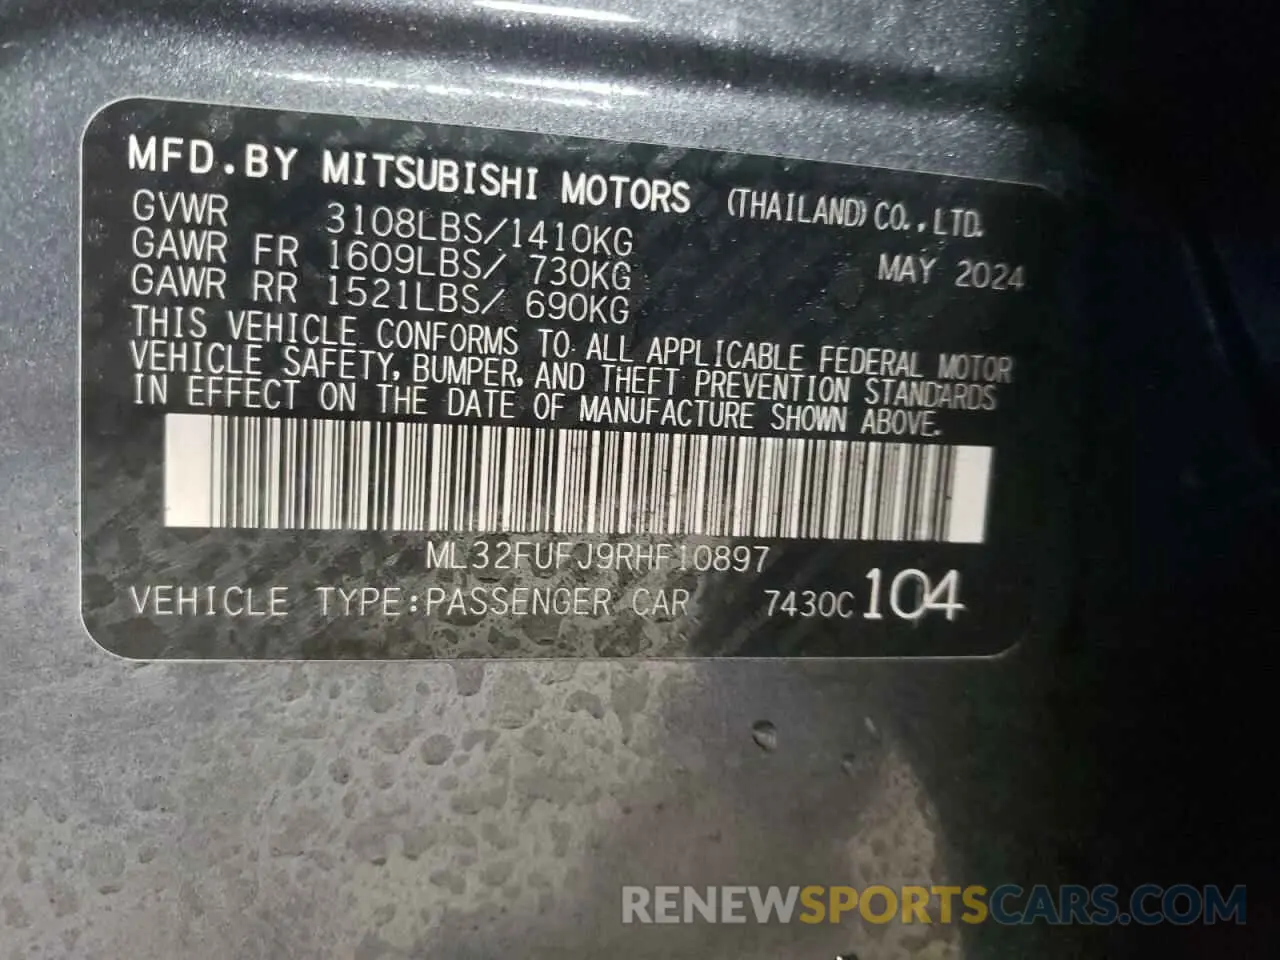 MFD.BY MITSUBISHI MOTORS (THAILAND) CO.,LTD.
GVWR 3108LBS/1410KG
GAWR FR 1609LBS/ 730KG MAY 2024
GAWR RR 1521LBS/ 690KG
THIS VEHICLE CONFORMS TO ALL APPLICABLE FEDERAL MOTOR
VEHICLE SAFETY, BUMPER, AND THEFT PREVENTION STANDARDS
IN EFFECT ON THE DATE OF MANUFACTURE SHOWN ABOVE.
ML32FUFJ9RHF10897
VEHICLE TYPE:PASSENGER CAR 7430C 104
RENEWSPORTSCARS.COM